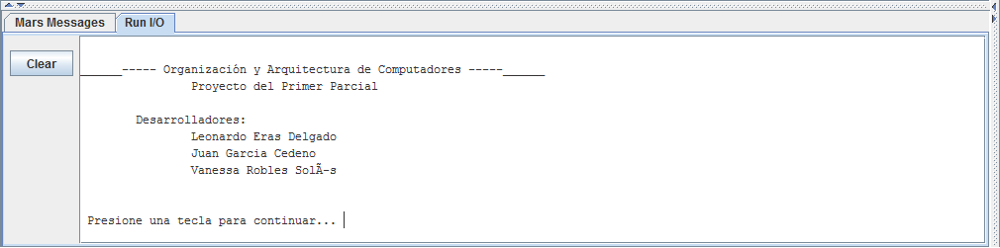 Mars Messages Run I/O
Clear
______----- Organización y Arquitectura de Computadores -----______
Proyecto del Primer Parcial
Desarrolladores:
Leonardo Eras Delgado
Juan Garcia Cedeno
Vanessa Robles SolÃ-s
Presione una tecla para continuar...